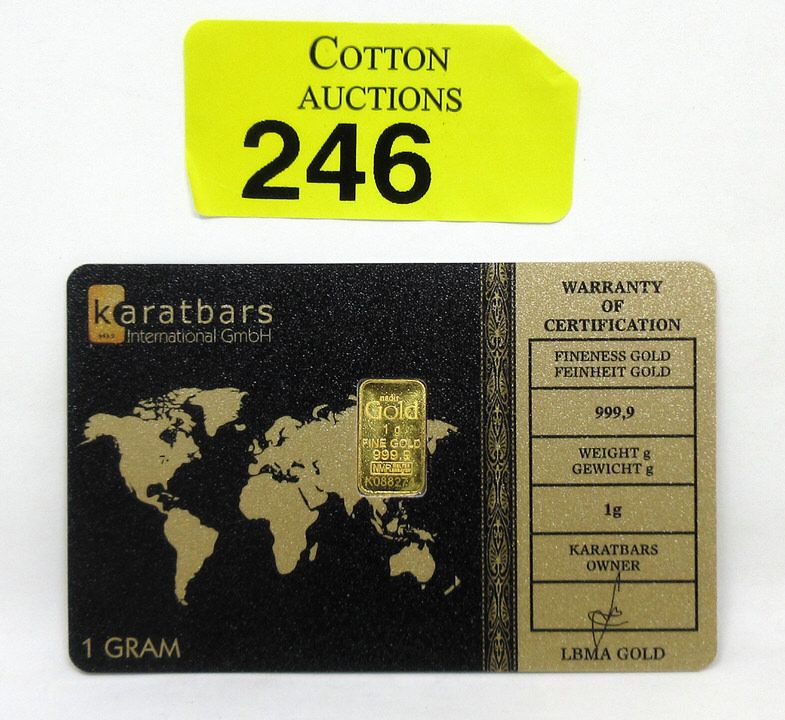 COTTON
AUCTIONS
246
karatbars
International GmbH
nadir
Gold
1 g
FINE GOLD
999.9
NMR
1 GRAM
WARRANTY
OF
CERTIFICATION
FINENESS GOLD
FEINHEIT GOLD
999,9
WEIGHT g
GEWICHT g
1g
KARATBARS
OWNER
LBMA GOLD